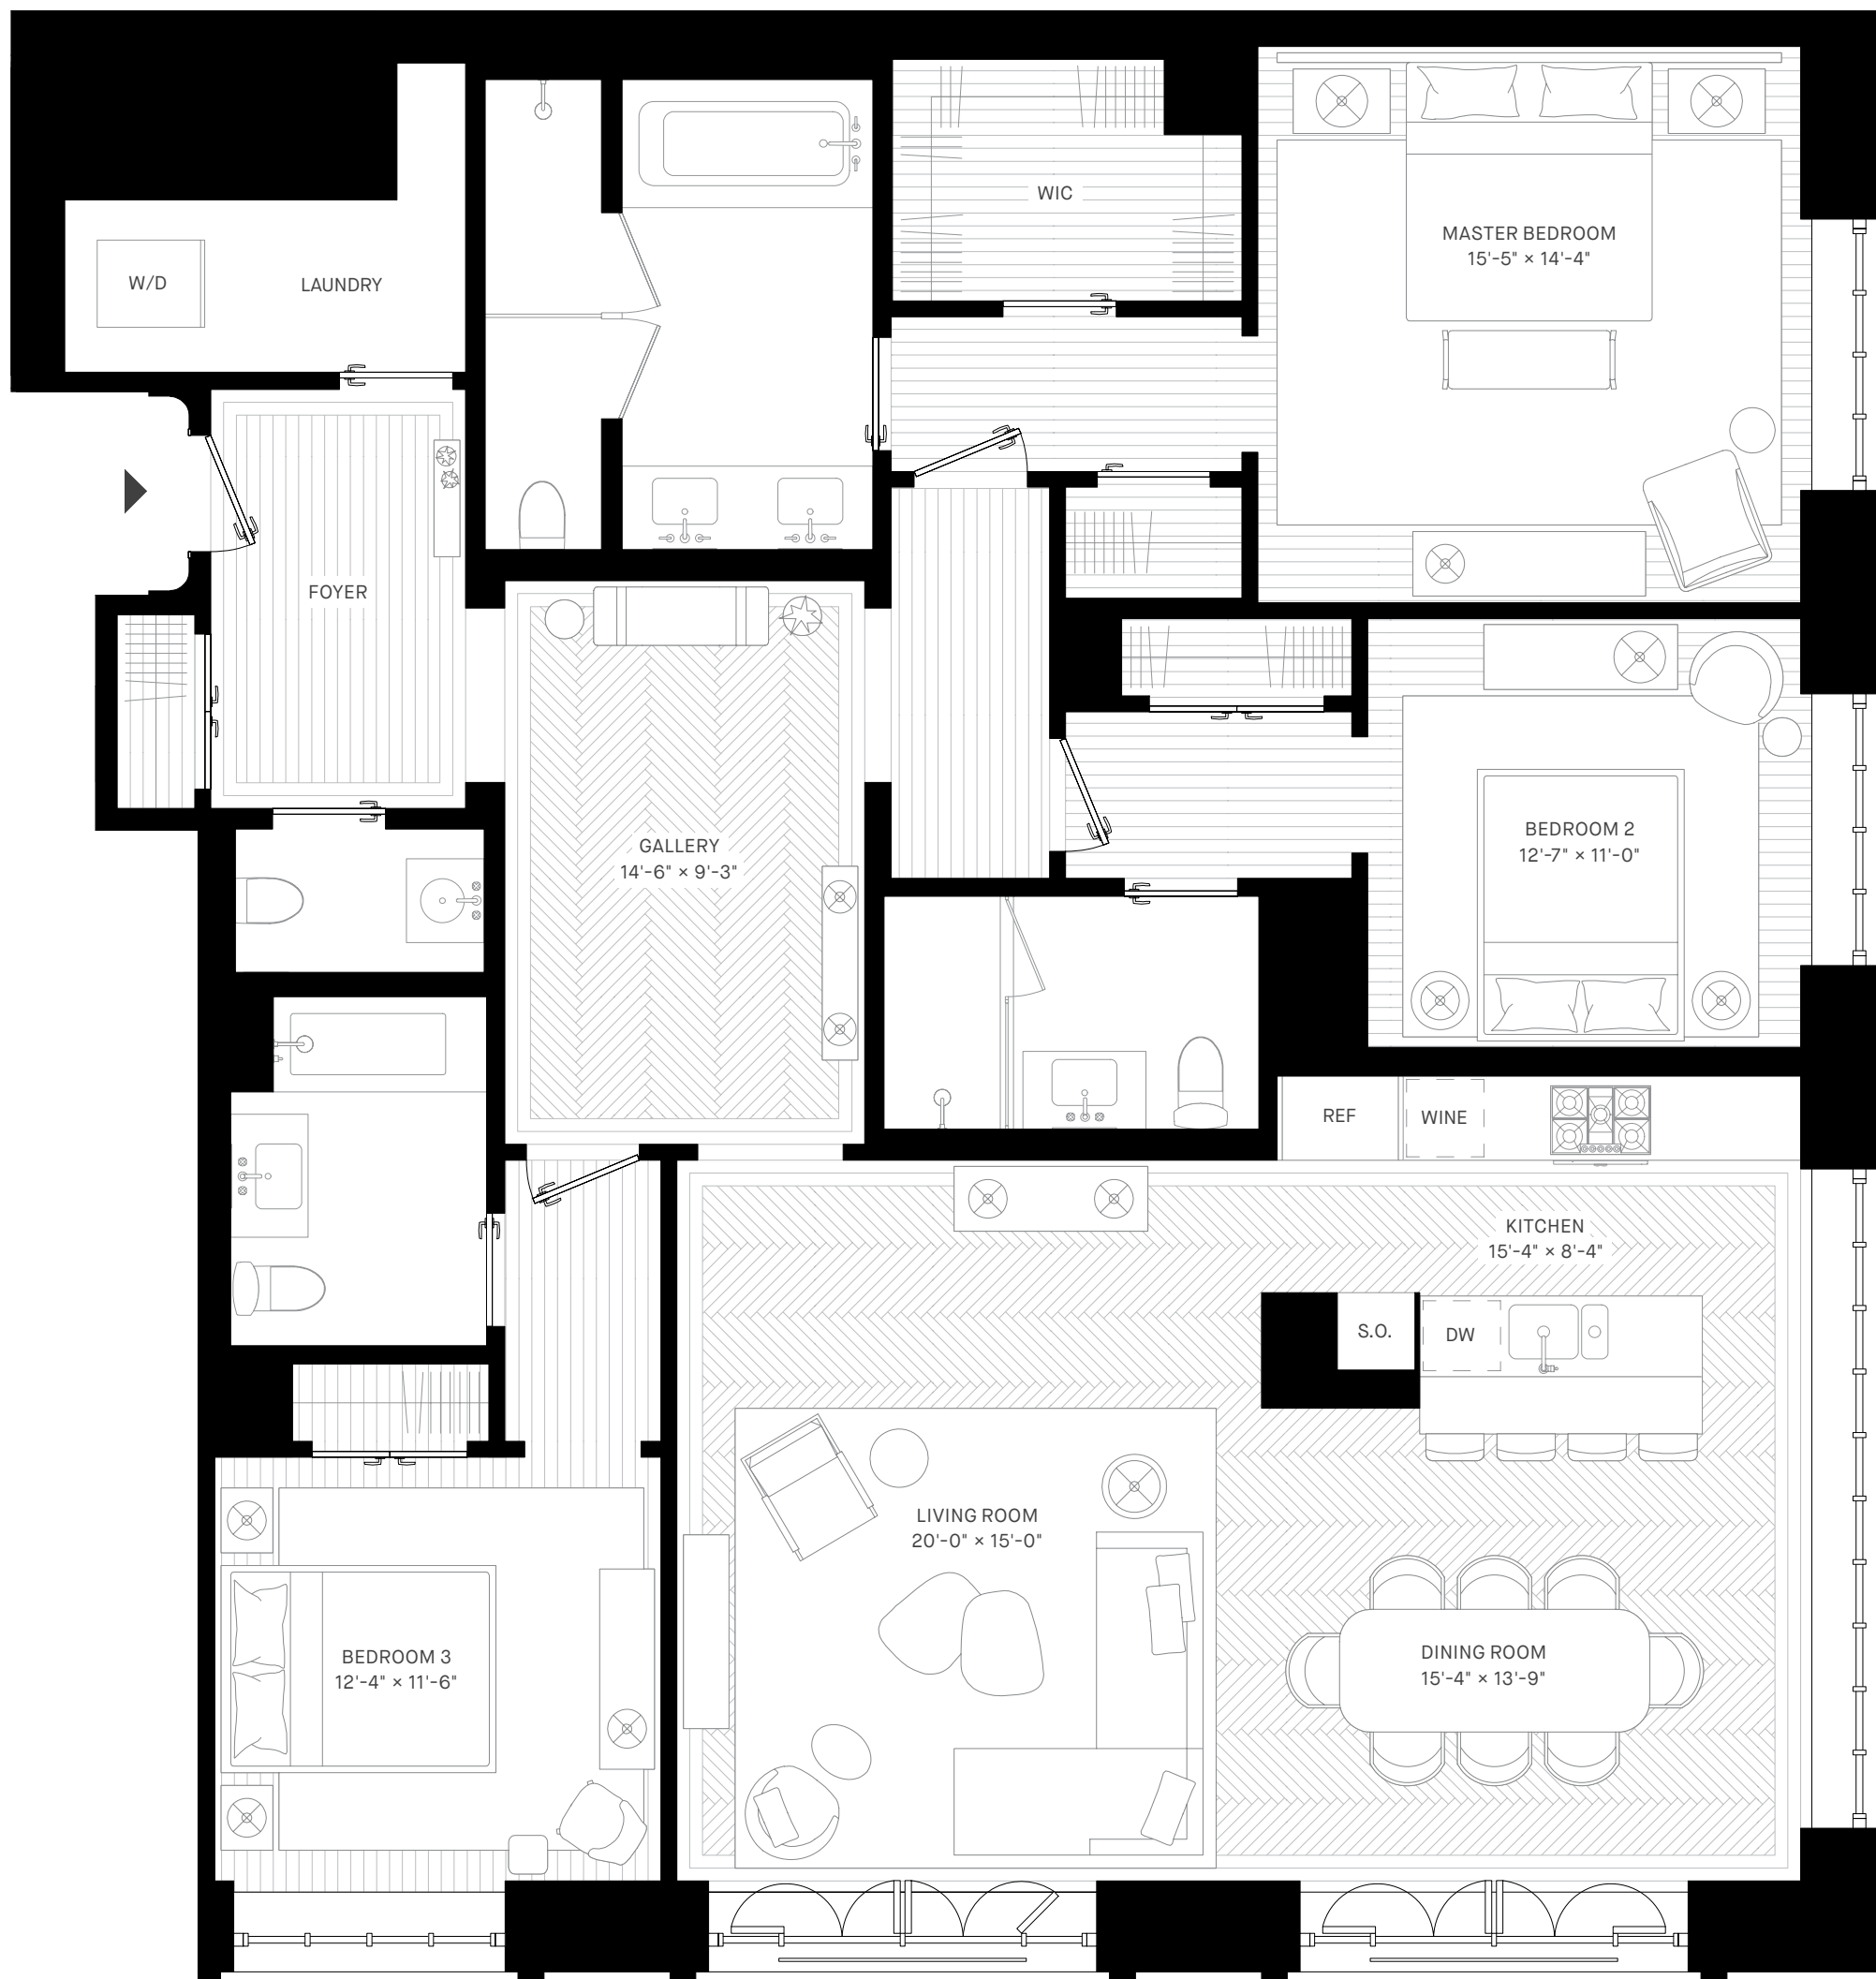 WIC
MASTER BEDROOM
15'-5" × 14'-4"
W/D
LAUNDRY
FOYER
GALLERY
14'-6" × 9'-3"
BEDROOM 2
12'-7" × 11'-0"
REF
WINE
KITCHEN
15'-4" × 8'-4"
S.O.
DW
LIVING ROOM
20'-0" × 15'-0"
BEDROOM 3
12'-4" × 11'-6"
DINING ROOM
15'-4" × 13'-9"